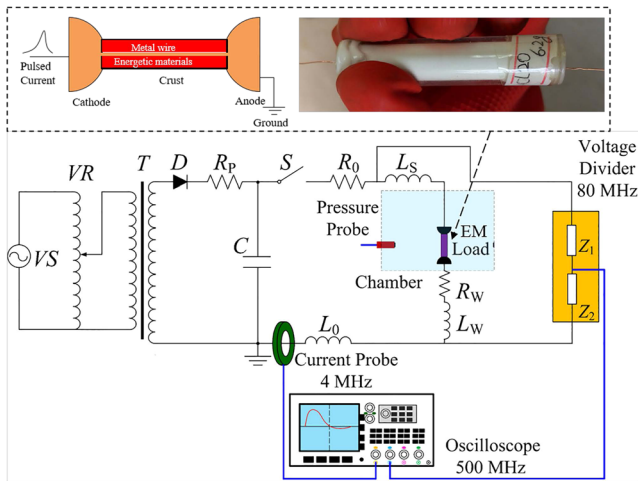 Pulsed
Current
Metal wire
Energetic materials
Cathode
Crust
Anode
Ground
VR
T
D
R_P
S
R_0
L_S
Voltage
Divider
80 MHz
Pressure
Probe
EM
Load
Z_1
VS
C
Chamber
R_W
Z_2
L_0
L_W
Current Probe
4 MHz
Oscilloscope
500 MHz